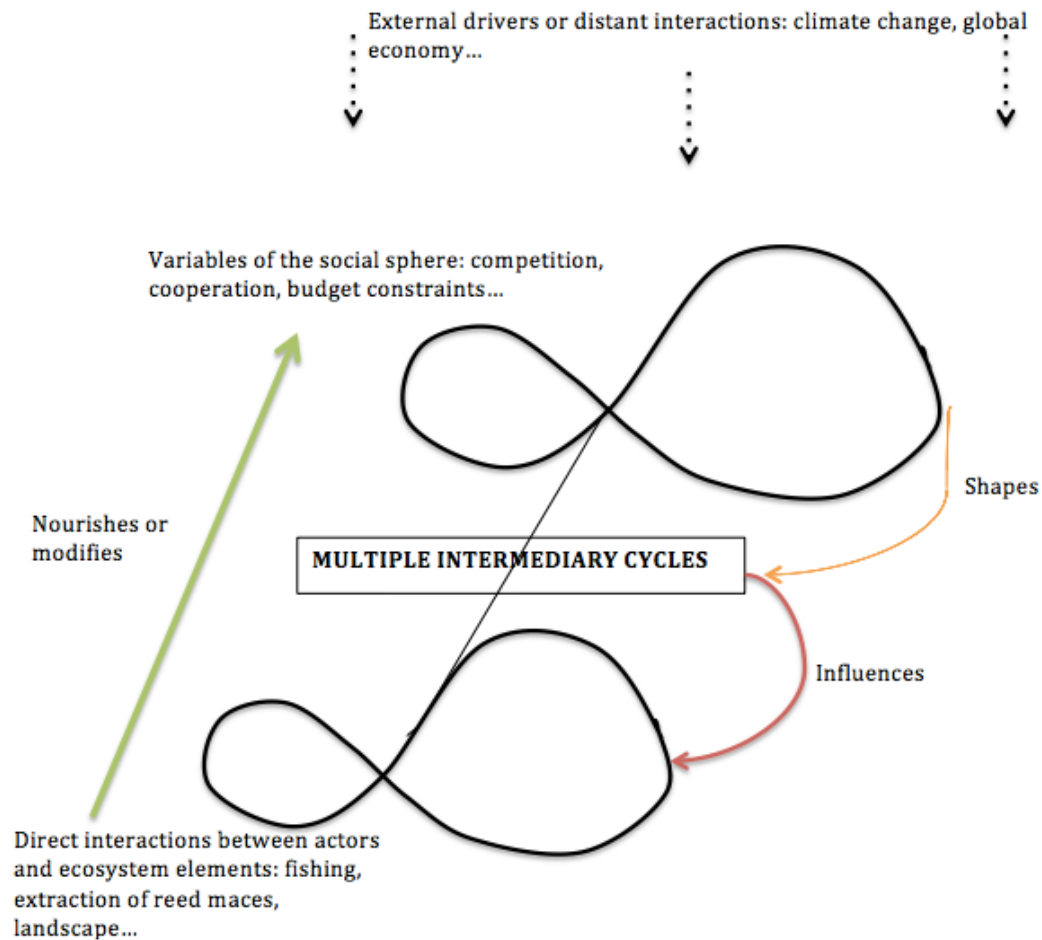 External drivers or distant interactions: climate change, global
economy…
Variables of the social sphere: competition,
cooperation, budget constraints…
Shapes
Nourishes or
modifies
MULTIPLE INTERMEDIARY CYCLES
Influences
Direct interactions between actors
and ecosystem elements: fishing,
extraction of reed maces,
landscape…